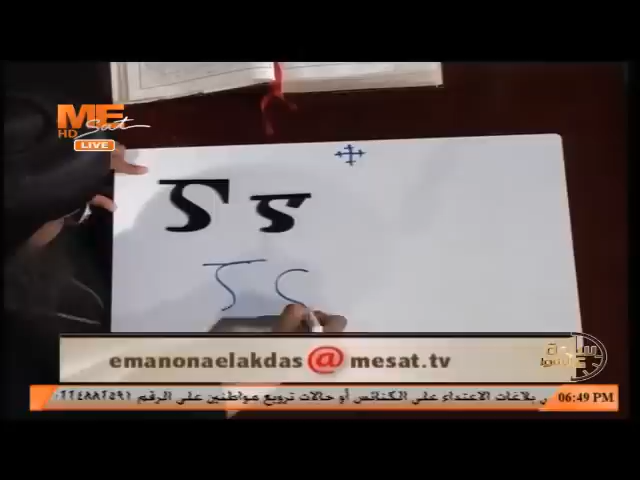 ME
HD Sat
LIVE
Ⲋ ⲋ
Ⲋ ⲋ
emanonaelakdas@mesat.tv
بلاغات الاعتداء على الكنائس أو حالات ترويع مواطنين على الرقم
06:49 PM